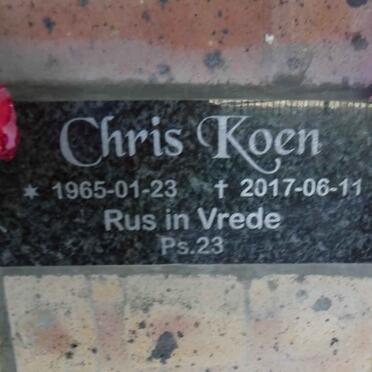 Chris Koen
* 1965-01-23 † 2017-06-11
Rus in Vrede
Ps.23